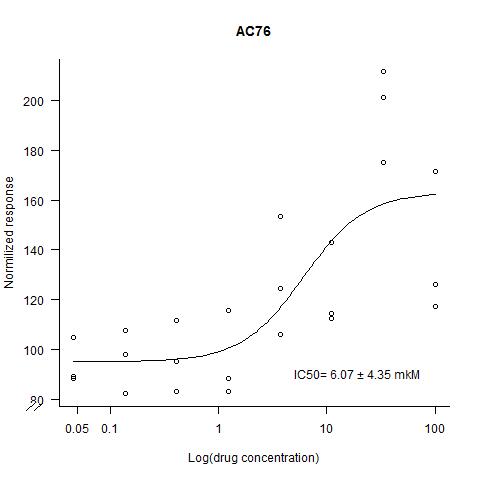 AC76
Normilized response
200
180
160
140
120
100
80
IC50= 6.07 ± 4.35 mkM
0.05 0.1 1 10 100
Log(drug concentration)